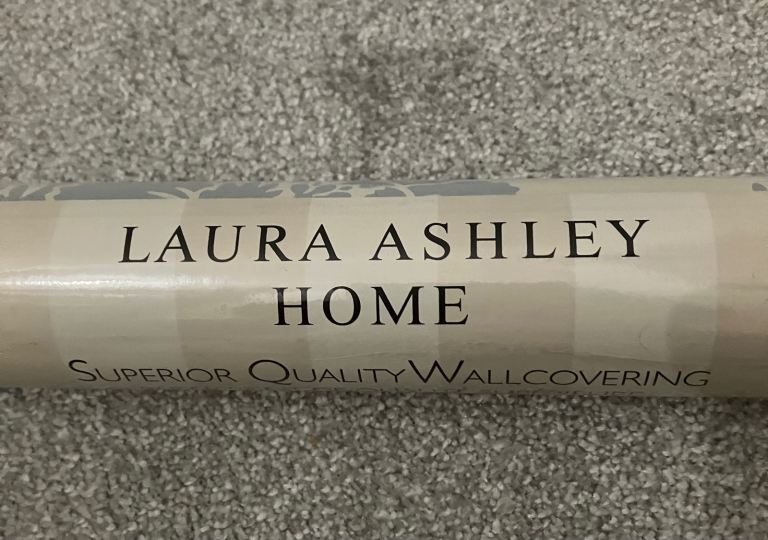 LAURA ASHLEY
HOME
SUPERIOR QUALITY WALLCOVERING